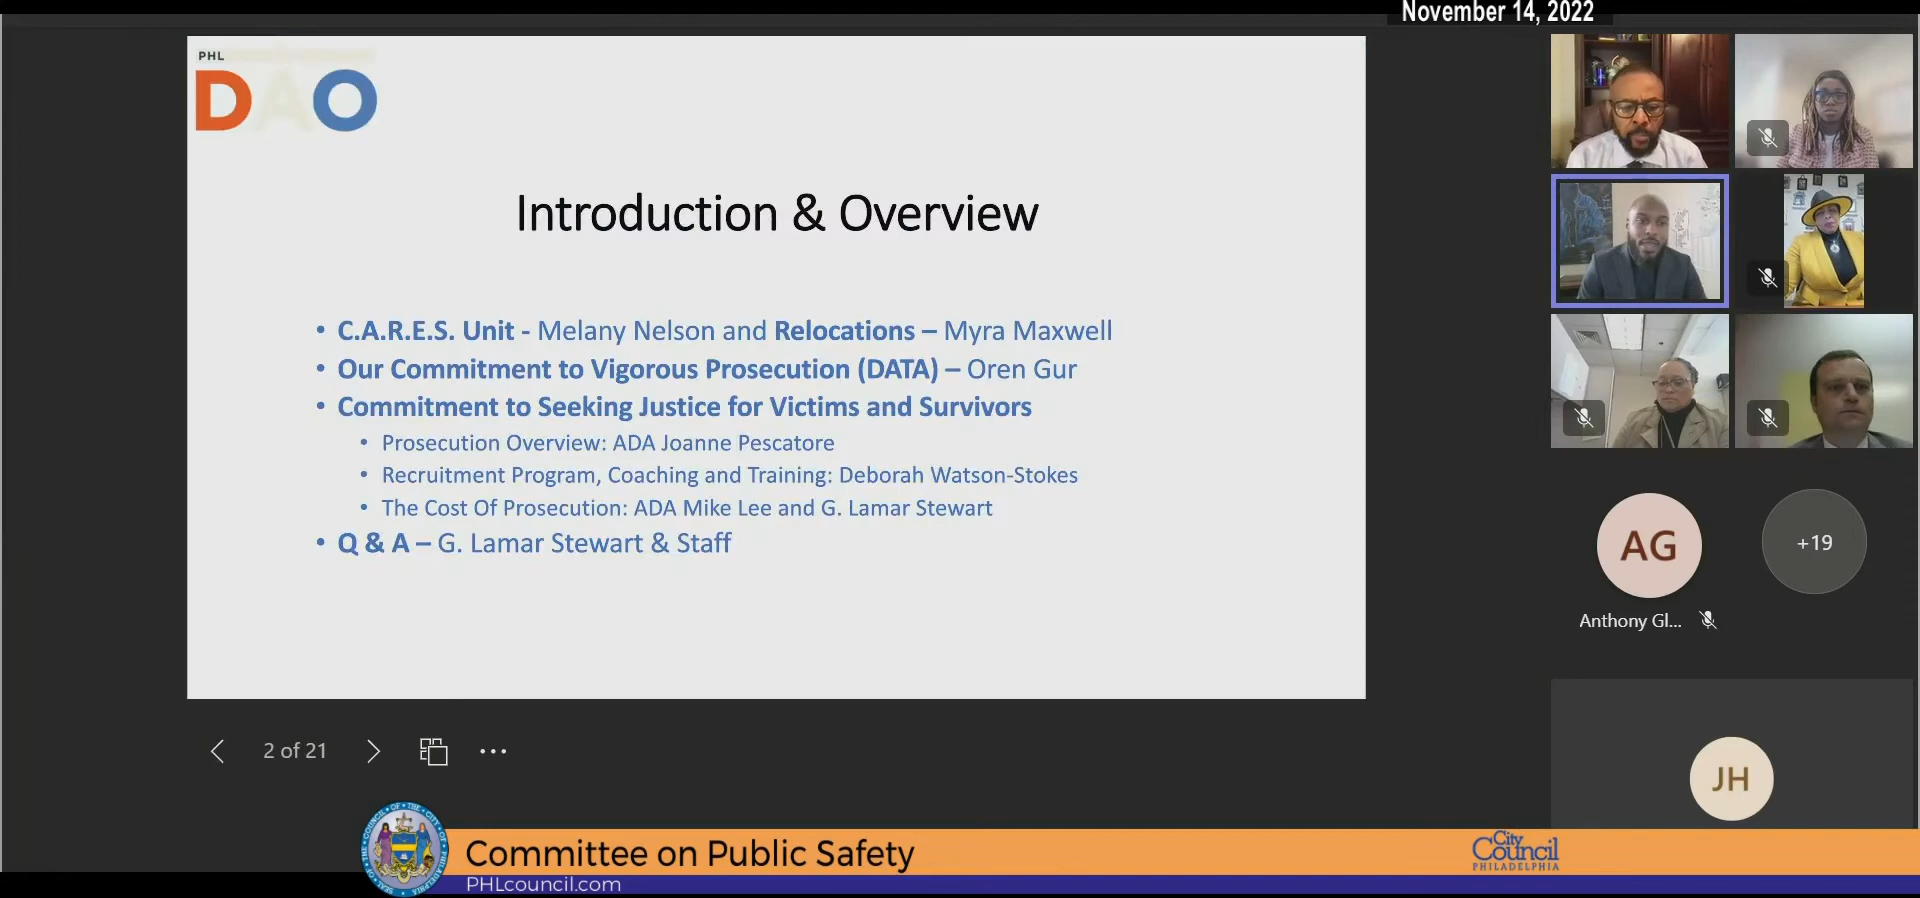 November 14, 2022
PHL
DAO
Introduction & Overview
• C.A.R.E.S. Unit - Melany Nelson and Relocations – Myra Maxwell
• Our Commitment to Vigorous Prosecution (DATA) – Oren Gur
• Commitment to Seeking Justice for Victims and Survivors
• Prosecution Overview: ADA Joanne Pescatore
• Recruitment Program, Coaching and Training: Deborah Watson-Stokes
• The Cost Of Prosecution: ADA Mike Lee and G. Lamar Stewart
• Q & A – G. Lamar Stewart & Staff
AG
+19
Anthony Gl...
2 of 21
JH
Committee on Public Safety
PHLcouncil.com
City
Council
PHILADELPHIA